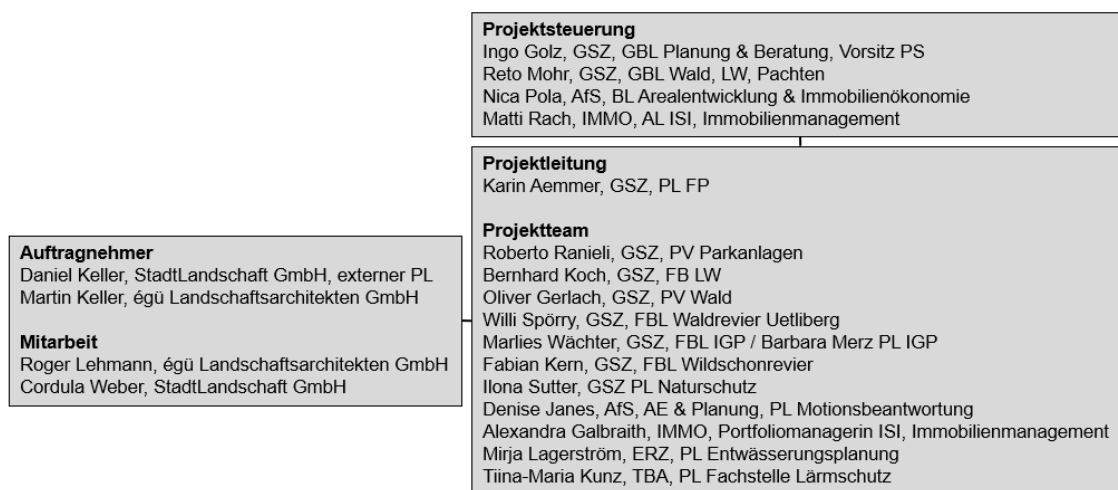 Projektsteuerung
Ingo Golz, GSZ, GBL Planung & Beratung, Vorsitz PS
Reto Mohr, GSZ, GBL Wald, LW, Pachten
Nica Pola, AfS, BL Arealentwicklung & Immobilienökonomie
Matti Rach, IMMO, AL ISI, Immobilienmanagement
Projektleitung
Karin Aemmer, GSZ, PL FP
Projektteam
Roberto Ranieli, GSZ, PV Parkanlagen
Bernhard Koch, GSZ, FB LW
Oliver Gerlach, GSZ, PV Wald
Willi Spörry, GSZ, FBL Waldrevier Uetliberg
Marlies Wächter, GSZ, FBL IGP / Barbara Merz PL IGP
Fabian Kern, GSZ, FBL Wildschonrevier
Ilona Sutter, GSZ PL Naturschutz
Denise Janes, AfS, AE & Planung, PL Motionsbeantwortung
Alexandra Galbraith, IMMO, Portfoliomanagerin ISI, Immobilienmanagement
Mirja Lagerström, ERZ, PL Entwässerungsplanung
Tiina-Maria Kunz, TBA, PL Fachstelle Lärmschutz
Auftragnehmer
Daniel Keller, StadtLandschaft GmbH, externer PL
Martin Keller, égü Landschaftsarchitekten GmbH
Mitarbeit
Roger Lehmann, égü Landschaftsarchitekten GmbH
Cordula Weber, StadtLandschaft GmbH